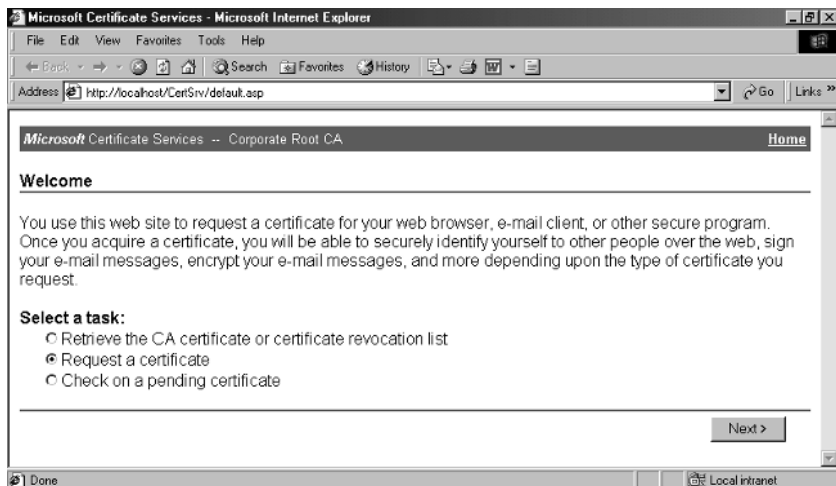 Microsoft Certificate Services - Microsoft Internet Explorer
File Edit View Favorites Tools Help
Back Search Favorites History
Address http://localhost/CertSrv/default.asp Go Links »
Microsoft Certificate Services -- Corporate Root CA Home
Welcome
You use this web site to request a certificate for your web browser, e-mail client, or other secure program.
Once you acquire a certificate, you will be able to securely identify yourself to other people over the web, sign
your e-mail messages, encrypt your e-mail messages, and more depending upon the type of certificate you
request.
Select a task:
Retrieve the CA certificate or certificate revocation list
Request a certificate
Check on a pending certificate
Next >
Done Local intranet